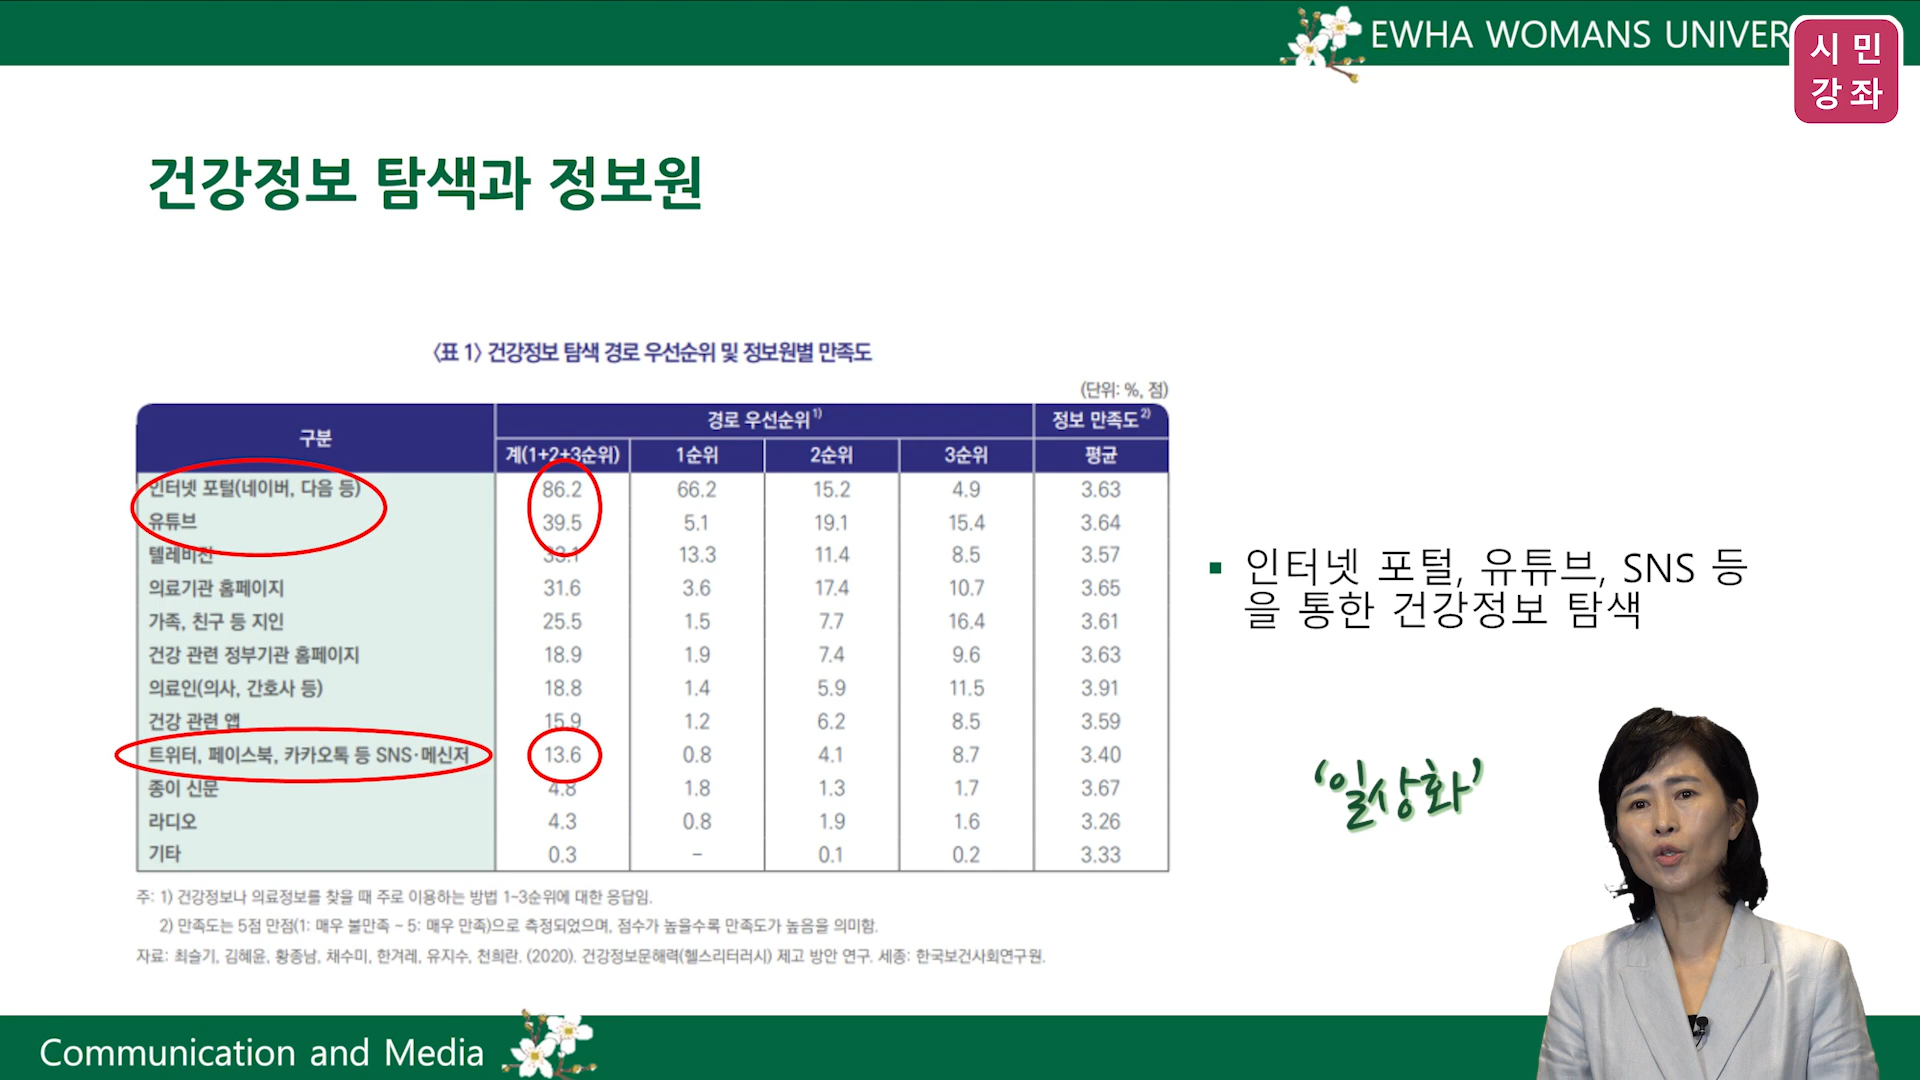 EWHA WOMANS UNIVER
시민
강좌
건강정보 탐색과 정보원
〈표 1〉 건강정보 탐색 경로 우선순위 및 정보원별 만족도
(단위: %, 점)
구분 경로 우선순위1) 정보 만족도2)
계(1+2+3순위) 1순위 2순위 3순위 평균
인터넷 포털(네이버, 다음 등) 86.2 66.2 15.2 4.9 3.63
유튜브 39.5 5.1 19.1 15.4 3.64
텔레비전 33.1 13.3 11.4 8.5 3.57
의료기관 홈페이지 31.6 3.6 17.4 10.7 3.65
가족, 친구 등 지인 25.5 1.5 7.7 16.4 3.61
건강 관련 정부기관 홈페이지 18.9 1.9 7.4 9.6 3.63
의료인(의사, 간호사 등) 18.8 1.4 5.9 11.5 3.91
건강 관련 앱 15.9 1.2 6.2 8.5 3.59
트위터, 페이스북, 카카오톡 등 SNS·메신저 13.6 0.8 4.1 8.7 3.40
종이 신문 4.8 1.8 1.3 1.7 3.67
라디오 4.3 0.8 1.9 1.6 3.26
기타 0.3 – 0.1 0.2 3.33
주: 1) 건강정보나 의료정보를 찾을 때 주로 이용하는 방법 1~3순위에 대한 응답임.
2) 만족도는 5점 만점(1: 매우 불만족 ~ 5: 매우 만족)으로 측정되었으며, 점수가 높을수록 만족도가 높음을 의미함.
자료: 최슬기, 김혜윤, 황종남, 채수미, 한겨레, 유지수, 천희란. (2020). 건강정보문해력(헬스리터러시) 제고 방안 연구. 세종: 한국보건사회연구원.
▪ 인터넷 포털, 유튜브, SNS 등
을 통한 건강정보 탐색
‘일상화’
Communication and Media